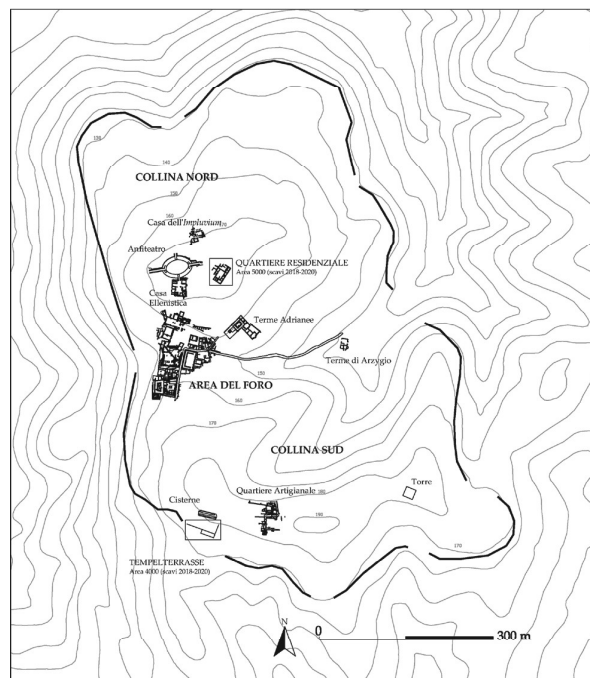 130
140
COLLINA NORD
150
160
Casa dell'Impluvium
170
Anfiteatro
QUARTIERE RESIDENZIALE
Area 5000 (scavi 2018-2020)
Casa
Ellenistica
Terme Adrianee
Terme di Arzygio
AREA DEL FORO
160
170
COLLINA SUD
Cisterne
Quartiere Artigianale
180
Torre
190
170
TEMPELTERRASSE
Area 4000 (scavi 2018-2020)
N
0
300 m